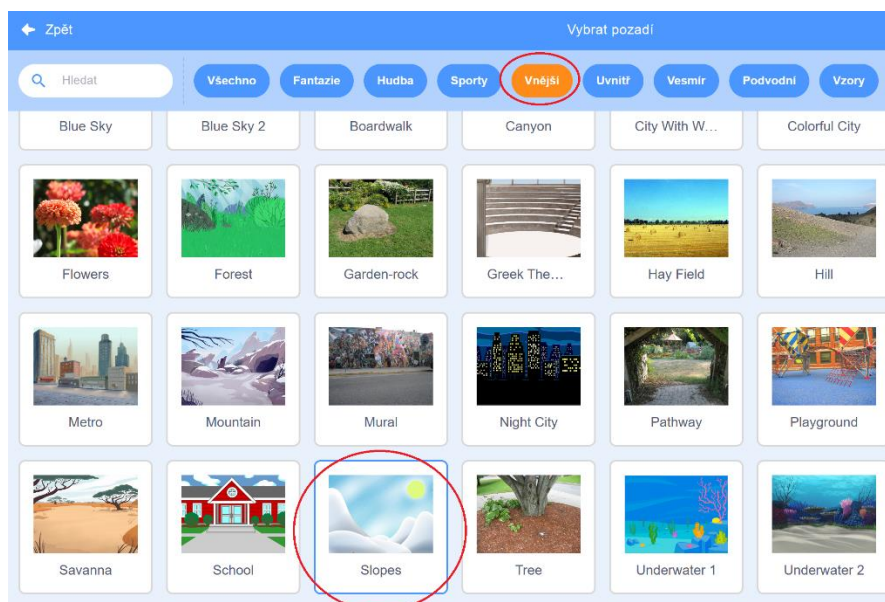 Zpět Vybrat pozadí
Hledat Všechno Fantazie Hudba Sporty Vnější Uvnitř Vesmír Podvodní Vzory
Blue Sky Blue Sky 2 Boardwalk Canyon City With W... Colorful City
Flowers Forest Garden-rock Greek The... Hay Field Hill
Metro Mountain Mural Night City Pathway Playground
Savanna School Slopes Tree Underwater 1 Underwater 2